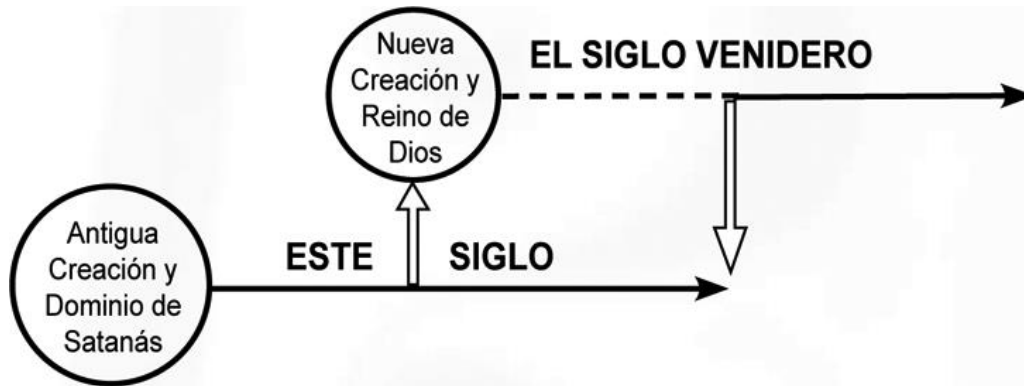 Nueva
Creación y
Reino de
Dios
EL SIGLO VENIDERO
Antigua
Creación y
Dominio de
Satanás
ESTE SIGLO